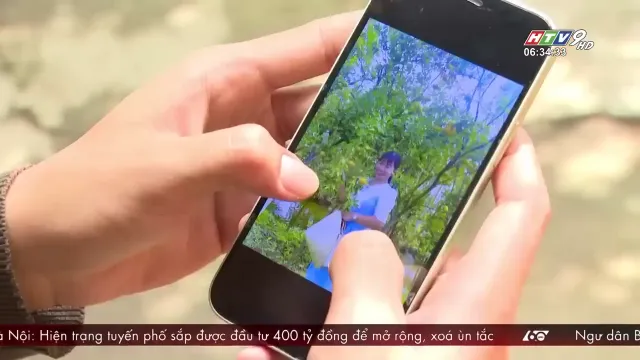 HTV9 HD
06:34:33
à Nội: Hiện trạng tuyến phố sắp được đầu tư 400 tỷ đồng để mở rộng, xoá ùn tắc
Ngư dân B